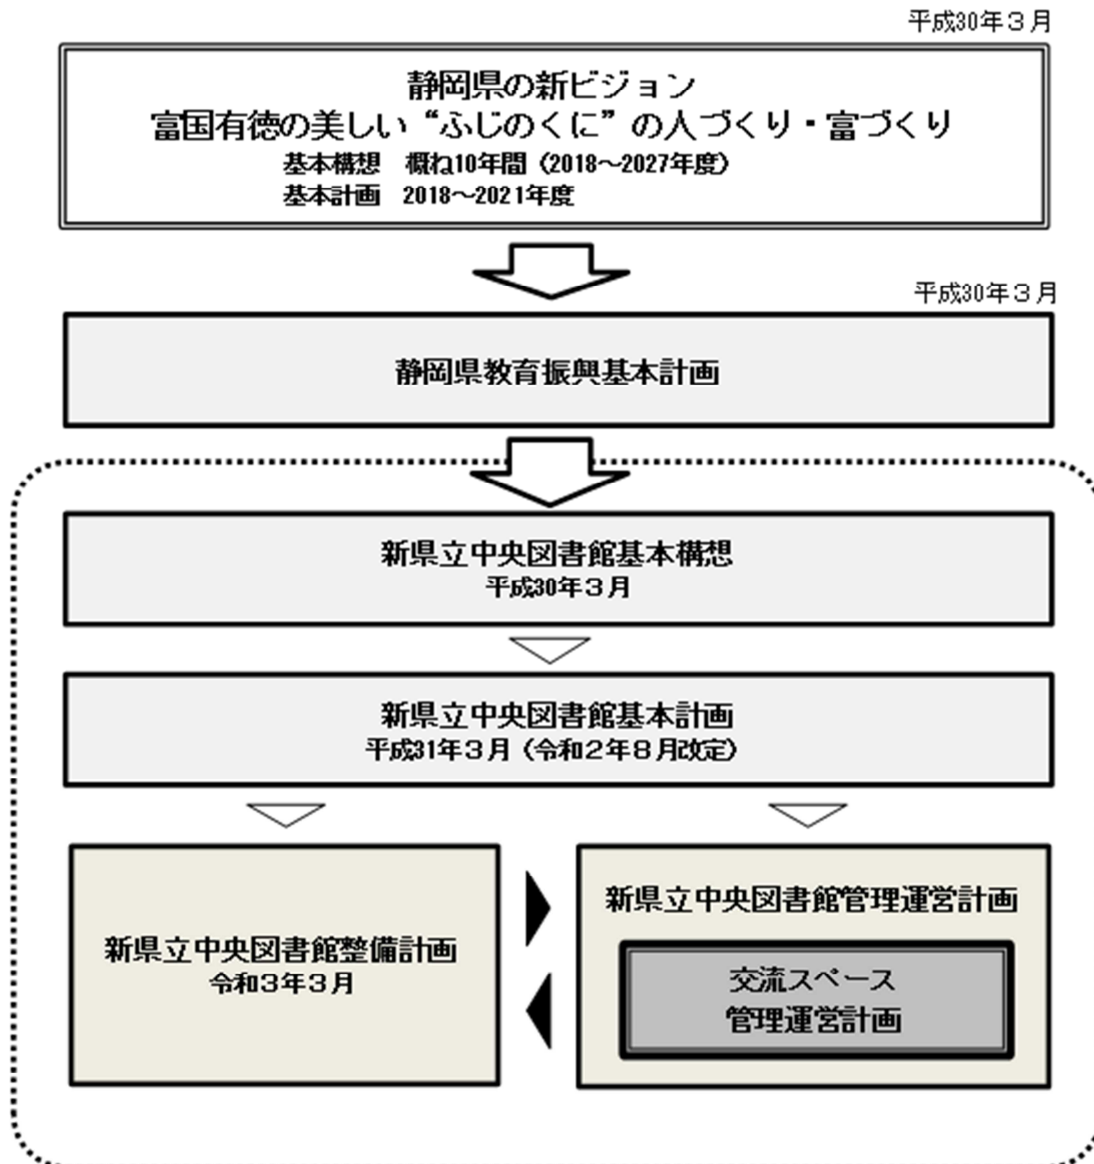 平成30年３月
静岡県の新ビジョン
富国有徳の美しい“ふじのくに”の人づくり・富づくり
基本構想　概ね10年間（2018～2027年度）
基本計画　2018～2021年度
平成30年３月
静岡県教育振興基本計画
新県立中央図書館基本構想
平成30年３月
新県立中央図書館基本計画
平成31年３月（令和２年８月改定）
新県立中央図書館整備計画
令和３年３月
新県立中央図書館管理運営計画
交流スペース
管理運営計画